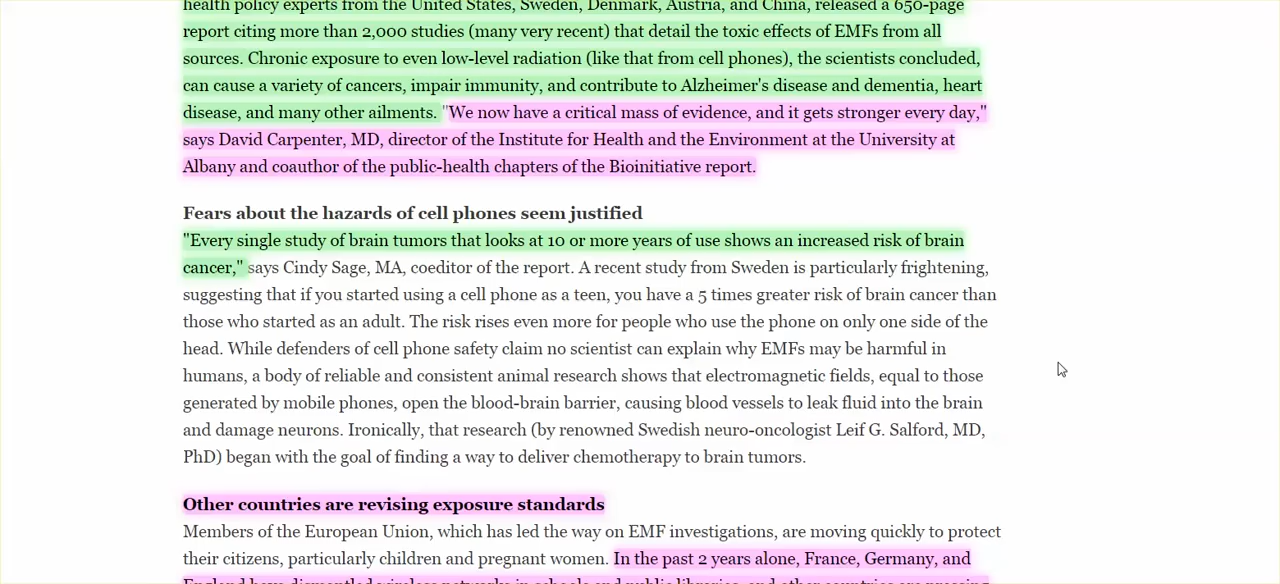 health policy experts from the United States, Sweden, Denmark, Austria, and China, released a 650-page
report citing more than 2,000 studies (many very recent) that detail the toxic effects of EMFs from all
sources. Chronic exposure to even low-level radiation (like that from cell phones), the scientists concluded,
can cause a variety of cancers, impair immunity, and contribute to Alzheimer's disease and dementia, heart
disease, and many other ailments. "We now have a critical mass of evidence, and it gets stronger every day,"
says David Carpenter, MD, director of the Institute for Health and the Environment at the University at
Albany and coauthor of the public-health chapters of the Bioinitiative report.
Fears about the hazards of cell phones seem justified
"Every single study of brain tumors that looks at 10 or more years of use shows an increased risk of brain
cancer," says Cindy Sage, MA, coeditor of the report. A recent study from Sweden is particularly frightening,
suggesting that if you started using a cell phone as a teen, you have a 5 times greater risk of brain cancer than
those who started as an adult. The risk rises even more for people who use the phone on only one side of the
head. While defenders of cell phone safety claim no scientist can explain why EMFs may be harmful in
humans, a body of reliable and consistent animal research shows that electromagnetic fields, equal to those
generated by mobile phones, open the blood-brain barrier, causing blood vessels to leak fluid into the brain
and damage neurons. Ironically, that research (by renowned Swedish neuro-oncologist Leif G. Salford, MD,
PhD) began with the goal of finding a way to deliver chemotherapy to brain tumors.
Other countries are revising exposure standards
Members of the European Union, which has led the way on EMF investigations, are moving quickly to protect
their citizens, particularly children and pregnant women. In the past 2 years alone, France, Germany, and
England have dismantled wireless networks in schools and public libraries, and other countries are pressing